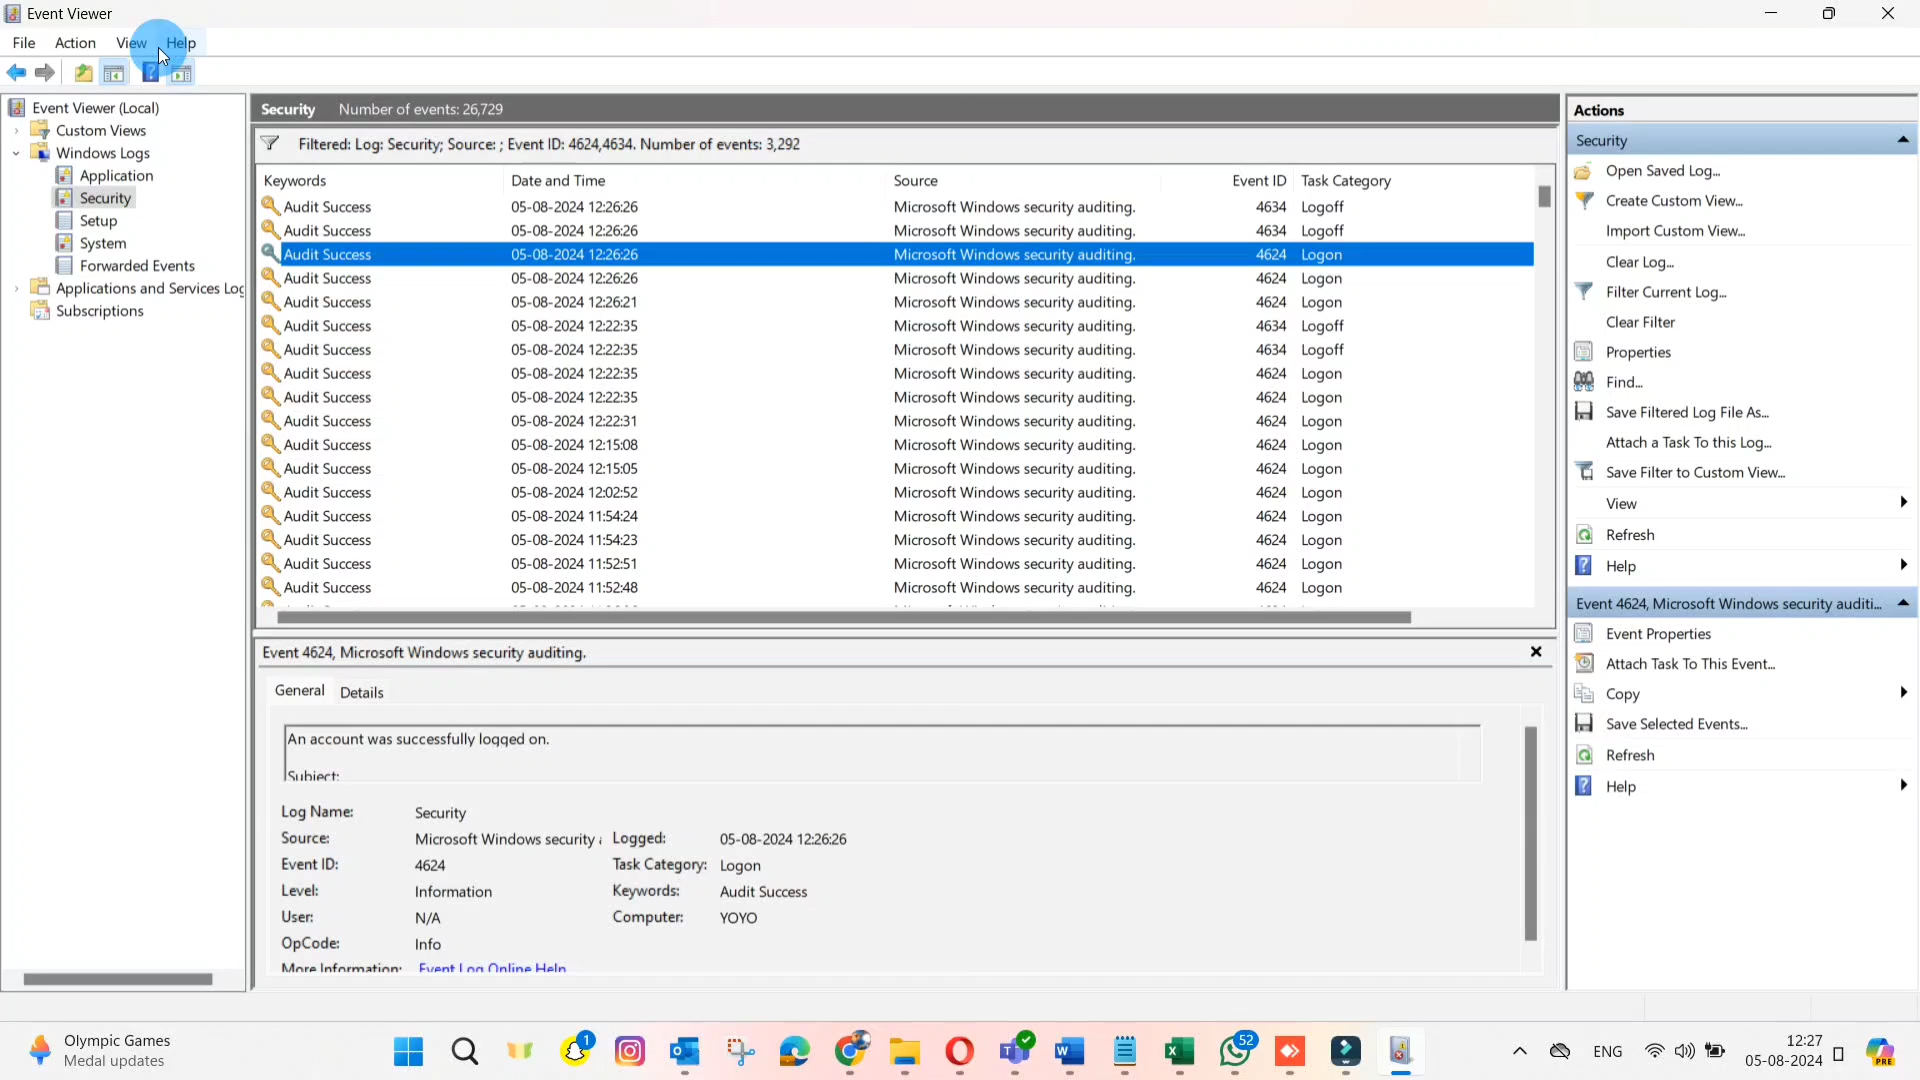 Event Viewer
File Action View Help
Event Viewer (Local)
Custom Views
Windows Logs
Application
Security
Setup
System
Forwarded Events
Applications and Services Log
Subscriptions
Security Number of events: 26,729
Filtered: Log: Security; Source: ; Event ID: 4624,4634. Number of events: 3,292
Keywords Date and Time Source Event ID Task Category
Audit Success 05-08-2024 12:26:26 Microsoft Windows security auditing. 4634 Logoff
Audit Success 05-08-2024 12:26:26 Microsoft Windows security auditing. 4634 Logoff
Audit Success 05-08-2024 12:26:26 Microsoft Windows security auditing. 4624 Logon
Audit Success 05-08-2024 12:26:26 Microsoft Windows security auditing. 4624 Logon
Audit Success 05-08-2024 12:26:21 Microsoft Windows security auditing. 4624 Logon
Audit Success 05-08-2024 12:22:35 Microsoft Windows security auditing. 4634 Logoff
Audit Success 05-08-2024 12:22:35 Microsoft Windows security auditing. 4634 Logoff
Audit Success 05-08-2024 12:22:35 Microsoft Windows security auditing. 4624 Logon
Audit Success 05-08-2024 12:22:35 Microsoft Windows security auditing. 4624 Logon
Audit Success 05-08-2024 12:22:31 Microsoft Windows security auditing. 4624 Logon
Audit Success 05-08-2024 12:15:08 Microsoft Windows security auditing. 4624 Logon
Audit Success 05-08-2024 12:15:05 Microsoft Windows security auditing. 4624 Logon
Audit Success 05-08-2024 12:02:52 Microsoft Windows security auditing. 4624 Logon
Audit Success 05-08-2024 11:54:24 Microsoft Windows security auditing. 4624 Logon
Audit Success 05-08-2024 11:54:23 Microsoft Windows security auditing. 4624 Logon
Audit Success 05-08-2024 11:52:51 Microsoft Windows security auditing. 4624 Logon
Audit Success 05-08-2024 11:52:48 Microsoft Windows security auditing. 4624 Logon
Event 4624, Microsoft Windows security auditing.
General Details
An account was successfully logged on.
Subject:
Log Name: Security
Source: Microsoft Windows security Logged: 05-08-2024 12:26:26
Event ID: 4624 Task Category: Logon
Level: Information Keywords: Audit Success
User: N/A Computer: YOYO
OpCode: Info
More Information: Event Log Online Help
Actions
Security
Open Saved Log...
Create Custom View...
Import Custom View...
Clear Log...
Filter Current Log...
Clear Filter
Properties
Find...
Save Filtered Log File As...
Attach a Task To this Log...
Save Filter to Custom View...
View
Refresh
Help
Event 4624, Microsoft Windows security auditi...
Event Properties
Attach Task To This Event...
Copy
Save Selected Events...
Refresh
Help
Olympic Games
Medal updates
1
52
ENG
12:27
05-08-2024
PRE